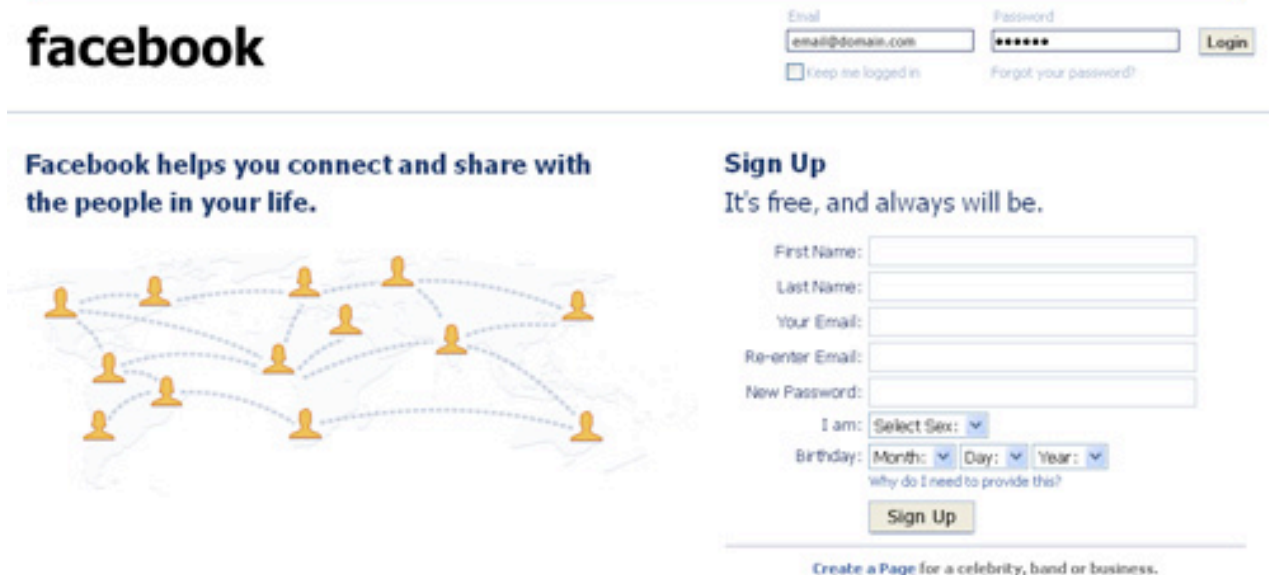 facebook
Email
Password
email@domain.com
••••••
Login
Keep me logged in
Forgot your password?
Facebook helps you connect and share with
the people in your life.
Sign Up
It's free, and always will be.
First Name:
Last Name:
Your Email:
Re-enter Email:
New Password:
I am: Select Sex:
Birthday: Month: Day: Year:
Why do I need to provide this?
Sign Up
Create a Page for a celebrity, band or business.